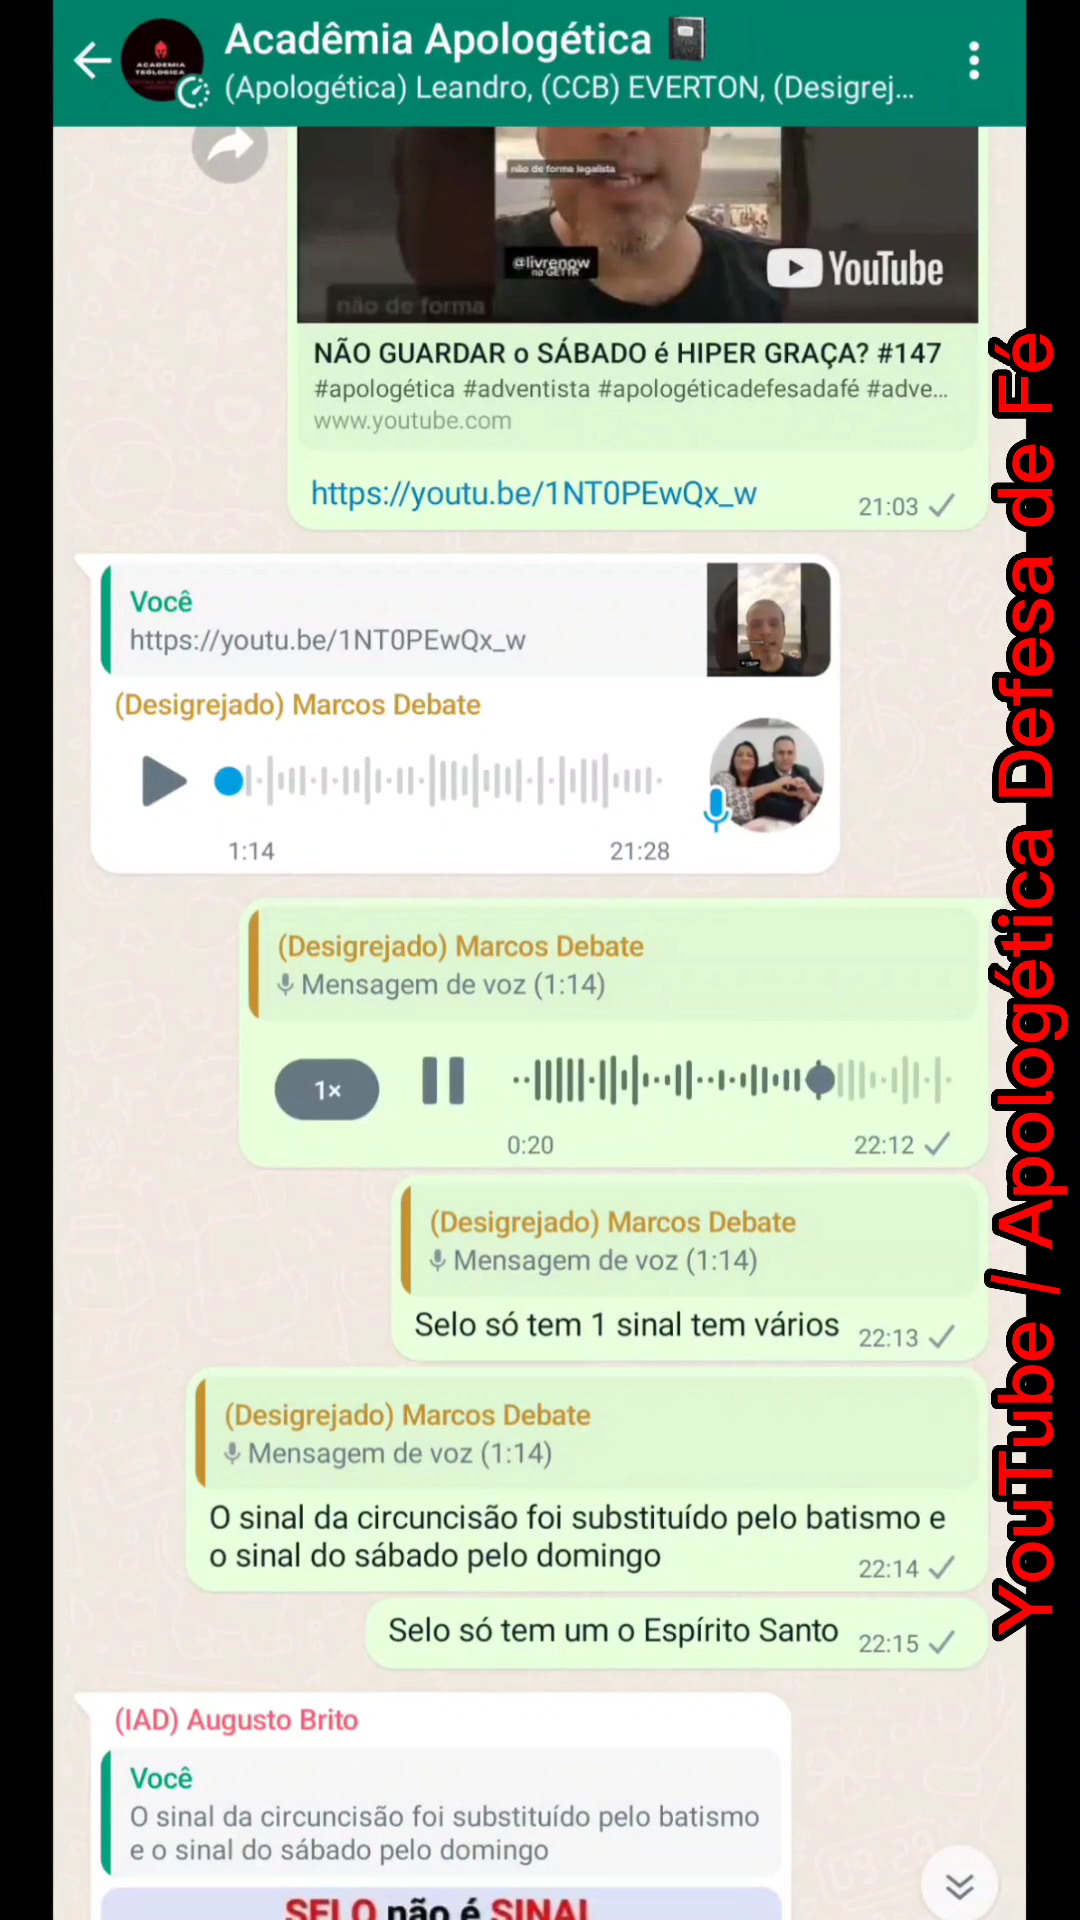 Acadêmia Apologética
ACADEMIA
TEOLOGICA
(Apologética) Leandro, (CCB) EVERTON, (Desigrej...
não de forma legalista
@livrenow
na GETTR
YouTube
não de forma
NÃO GUARDAR o SÁBADO é HIPER GRAÇA? #147
#apologética #adventista #apologéticadefesadafé #adve...
www.youtube.com
https://youtu.be/1NT0PEwQx_w
21:03
Você
https://youtu.be/1NT0PEwQx_w
(Desigrejado) Marcos Debate
1:14
21:28
(Desigrejado) Marcos Debate
Mensagem de voz (1:14)
1×
0:20
22:12
(Desigrejado) Marcos Debate
Mensagem de voz (1:14)
Selo só tem 1 sinal tem vários
22:13
(Desigrejado) Marcos Debate
Mensagem de voz (1:14)
O sinal da circuncisão foi substituído pelo batismo e
o sinal do sábado pelo domingo
22:14
Selo só tem um o Espírito Santo
22:15
(IAD) Augusto Brito
Você
O sinal da circuncisão foi substituído pelo batismo
e o sinal do sábado pelo domingo
SELO não é SINAL
YouTube / Apologética Defesa de Fé